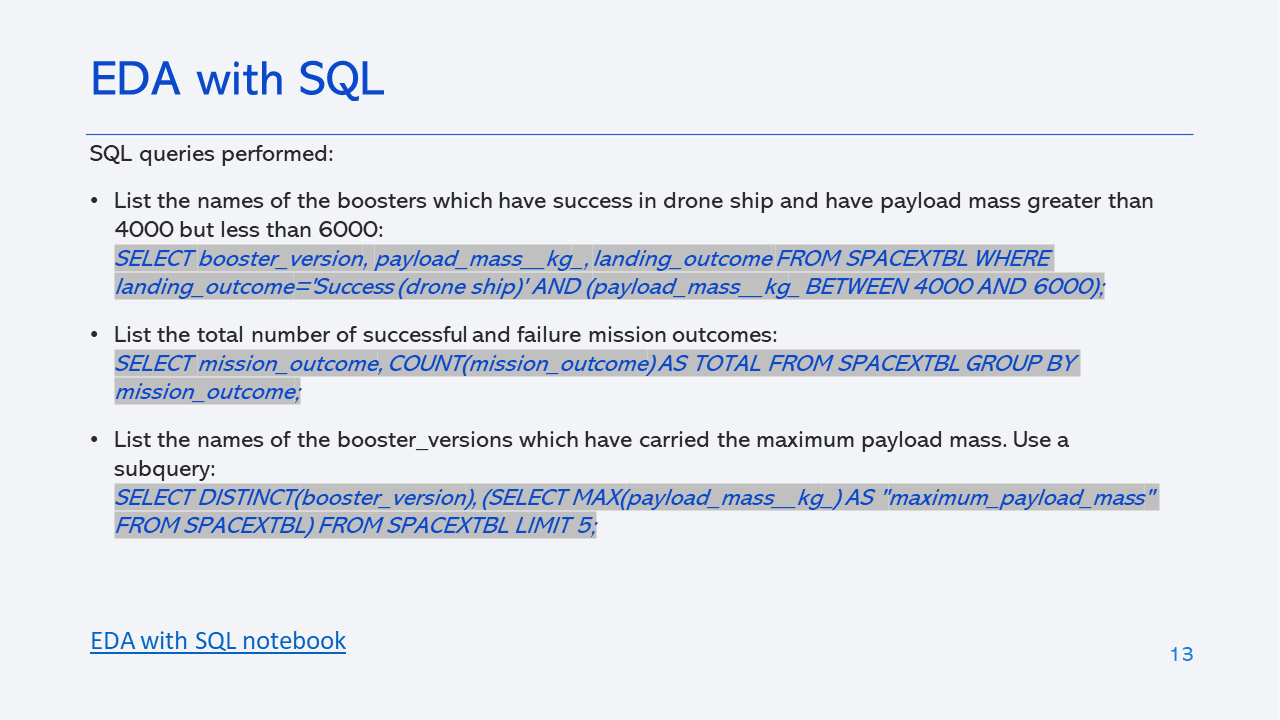 EDA with SQL
SQL queries performed:
• List the names of the boosters which have success in drone ship and have payload mass greater than
4000 but less than 6000:
SELECT booster_version, payload_mass__kg_, landing_outcome FROM SPACEXTBL WHERE
landing_outcome='Success (drone ship)' AND (payload_mass__kg_ BETWEEN 4000 AND 6000);
• List the total number of successful and failure mission outcomes:
SELECT mission_outcome, COUNT(mission_outcome) AS TOTAL FROM SPACEXTBL GROUP BY
mission_outcome;
• List the names of the booster_versions which have carried the maximum payload mass. Use a
subquery:
SELECT DISTINCT(booster_version), (SELECT MAX(payload_mass__kg_) AS "maximum_payload_mass"
FROM SPACEXTBL) FROM SPACEXTBL LIMIT 5;
EDA with SQL notebook
13